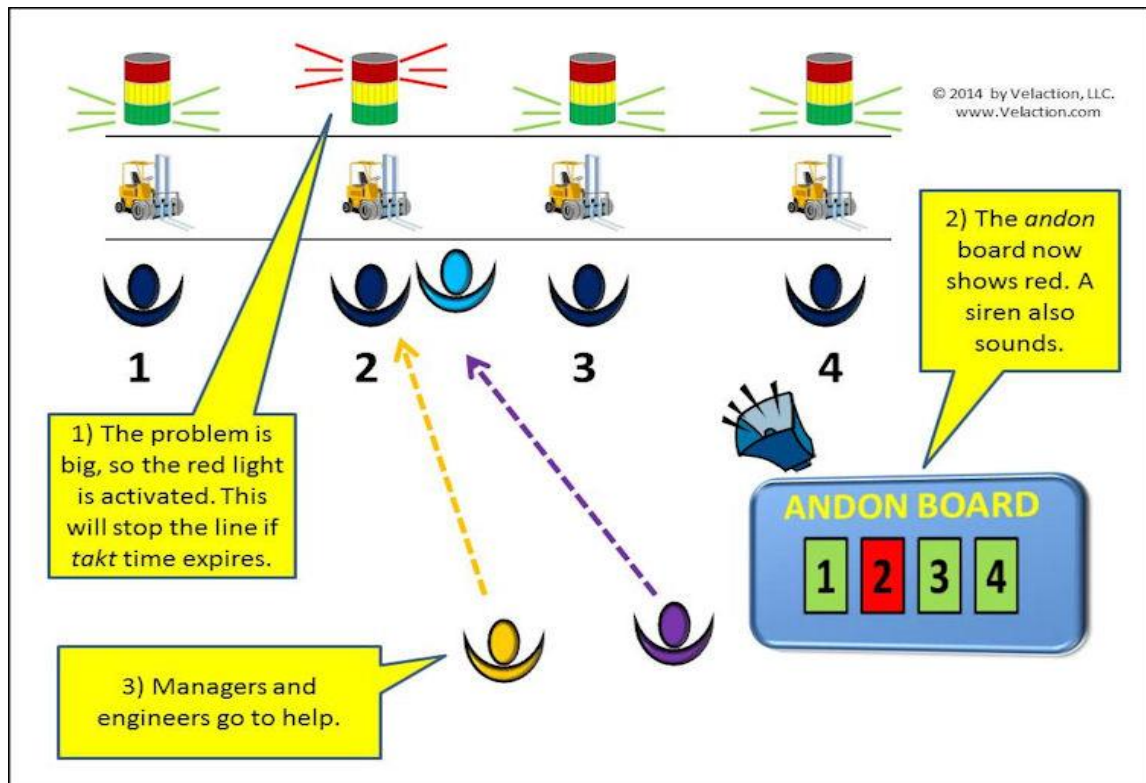 © 2014 by Velaction, LLC.
www.Velaction.com
1
2
3
4
1) The problem is
big, so the red light
is activated. This
will stop the line if
takt time expires.
2) The andon
board now
shows red. A
siren also
sounds.
ANDON BOARD
1 2 3 4
3) Managers and
engineers go to help.